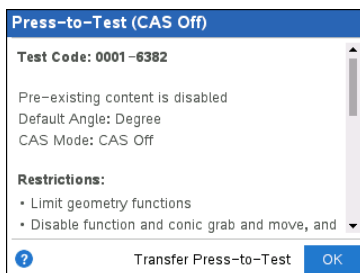 Press-to-Test (CAS Off)
Test Code: 0001-6382
Pre-existing content is disabled
Default Angle: Degree
CAS Mode: CAS Off
Restrictions:
• Limit geometry functions
• Disable function and conic grab and move, and
? Transfer Press-to-Test OK